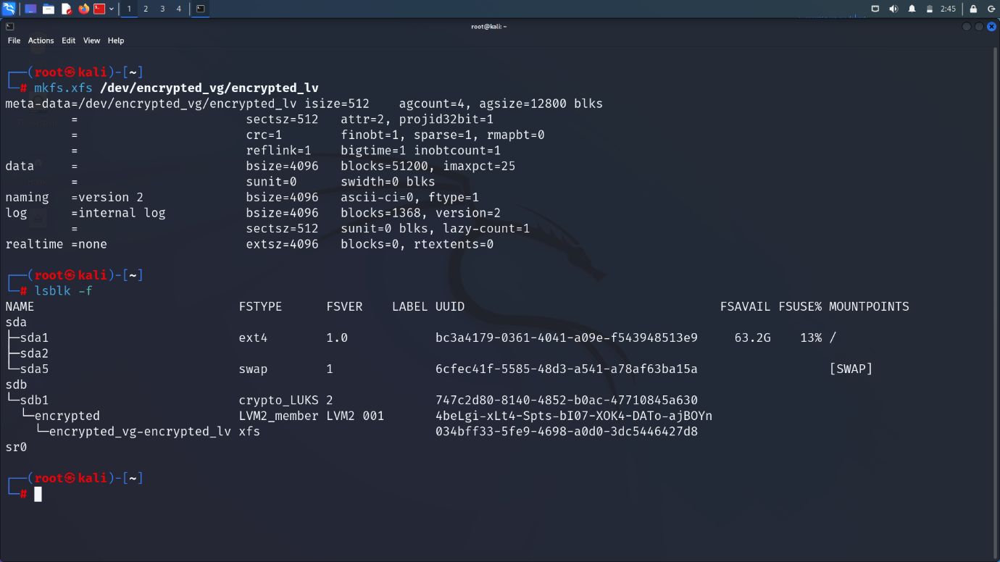 1 2 3 4 2:45
root@kali: ~
File Actions Edit View Help
┌──(root㉿kali)-[~]
└─# mkfs.xfs /dev/encrypted_vg/encrypted_lv
meta-data=/dev/encrypted_vg/encrypted_lv isize=512    agcount=4, agsize=12800 blks
         =                       sectsz=512   attr=2, projid32bit=1
         =                       crc=1        finobt=1, sparse=1, rmapbt=0
         =                       reflink=1    bigtime=1 inobtcount=1
data     =                       bsize=4096   blocks=51200, imaxpct=25
         =                       sunit=0      swidth=0 blks
naming   =version 2              bsize=4096   ascii-ci=0, ftype=1
log      =internal log           bsize=4096   blocks=1368, version=2
         =                       sectsz=512   sunit=0 blks, lazy-count=1
realtime =none                   extsz=4096   blocks=0, rtextents=0
┌──(root㉿kali)-[~]
└─# lsblk -f
NAME                            FSTYPE      FSVER    LABEL UUID                                   FSAVAIL FSUSE% MOUNTPOINTS
sda
├─sda1                          ext4        1.0            bc3a4179-0361-4041-a09e-f543948513e9     63.2G    13% /
├─sda2
└─sda5                          swap        1              6cfec41f-5585-48d3-a541-a78af63ba15a                  [SWAP]
sdb
└─sdb1                          crypto_LUKS 2              747c2d80-8140-4852-b0ac-47710845a630
  └─encrypted                   LVM2_member LVM2 001       4beLgi-xLt4-Spts-bI07-XOK4-DATo-ajBOYn
    └─encrypted_vg-encrypted_lv xfs                        034bff33-5fe9-4698-a0d0-3dc5446427d8
sr0
┌──(root㉿kali)-[~]
└─#